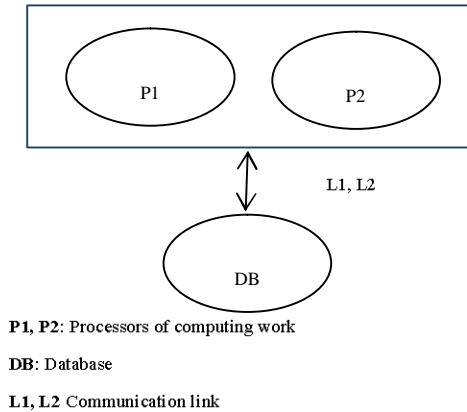 P1
P2
L1, L2
DB
P1, P2: Processors of computing work
DB: Database
L1, L2 Communication link